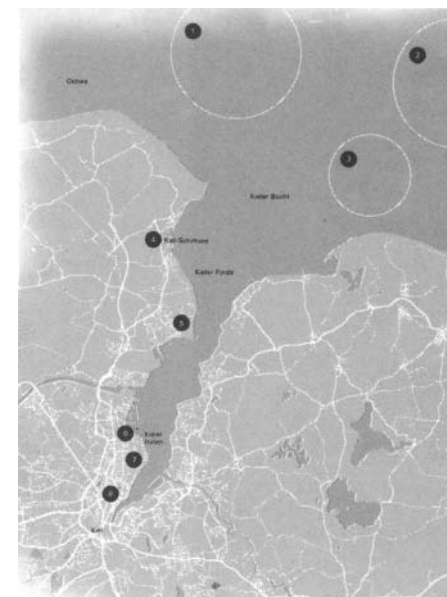 1
2
Ostsee
3
Kieler Bucht
4 Kiel-Schilksee
Kieler Förde
5
6
Kieler
Hafen
7
8
Kiel